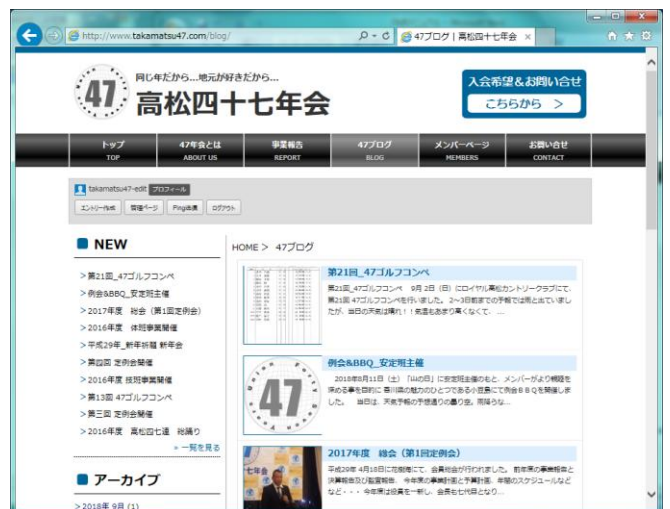 http://www.takamatsu47.com/blog/
47ブログ | 高松四十七年会
47
同じ年だから...地元が好きだから...
高松四十七年会
入会希望&お問い合せ
こちらから >
トップ
TOP
47年会とは
ABOUT US
事業報告
REPORT
47ブログ
BLOG
メンバーページ
MEMBERS
お問い合せ
CONTACT
takamatsu47-edit プロフィール
エントリー作成 管理ページ Ping送信 ログアウト
NEW
> 第21回_47ゴルフコンペ
> 例会&BBQ_安定班主催
> 2017年度 総会(第1回定例会)
> 2016年度 体班事業開催
> 平成29年_新年祈願 新年会
> 第四回 定例会開催
> 2016年度 技班事業開催
> 第13回 47ゴルフコンペ
> 第三回 定例会開催
> 2016年度 高松四七連 総踊り
» 一覧を見る
アーカイブ
> 2018年 9月 (1)
HOME > 47ブログ
第21回_47ゴルフコンペ
第21回_47ゴルフコンペ 9月 2日(日)にロイヤル高松カントリークラブにて、
第21回 47ゴルフコンペを行いました。 2〜3日前までの予報では雨と出ていまし
たが、当日の天気は晴れ!!気温もあまり高くなくて、...
例会&BBQ_安定班主催
2018年8月11日(土)「山の日」に安定班主催のもと、メンバーがより親睦を
深める事を目的に 香川県の魅力のひとつである小豆島にて例会BBQを開催しま
した。 当日は、天気予報の予想通りの曇り空。雨降らな...
47
2017年度 総会(第1回定例会)
平成29年 4月18日に花樹海にて、会員総会が行われました。 前年度の事業報告と
決算報告及び監査報告、 今年度の事業計画と予算計画、年間のスケジュールなど
など・・・ 今年度は役員を一新し、会長も七代目となり...